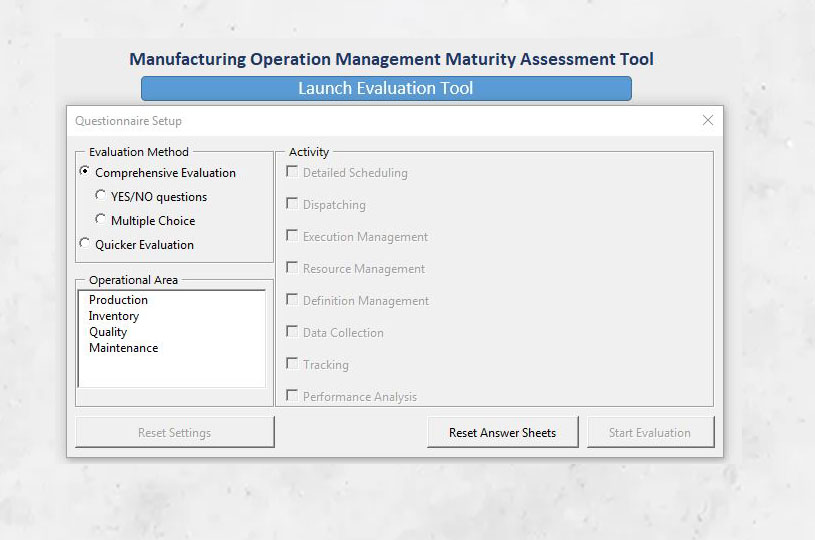 Manufacturing Operation Management Maturity Assessment Tool
Launch Evaluation Tool
Questionnaire Setup
Evaluation Method
Comprehensive Evaluation
YES/NO questions
Multiple Choice
Quicker Evaluation
Operational Area
Production
Inventory
Quality
Maintenance
Activity
Detailed Scheduling
Dispatching
Execution Management
Resource Management
Definition Management
Data Collection
Tracking
Performance Analysis
Reset Settings
Reset Answer Sheets
Start Evaluation